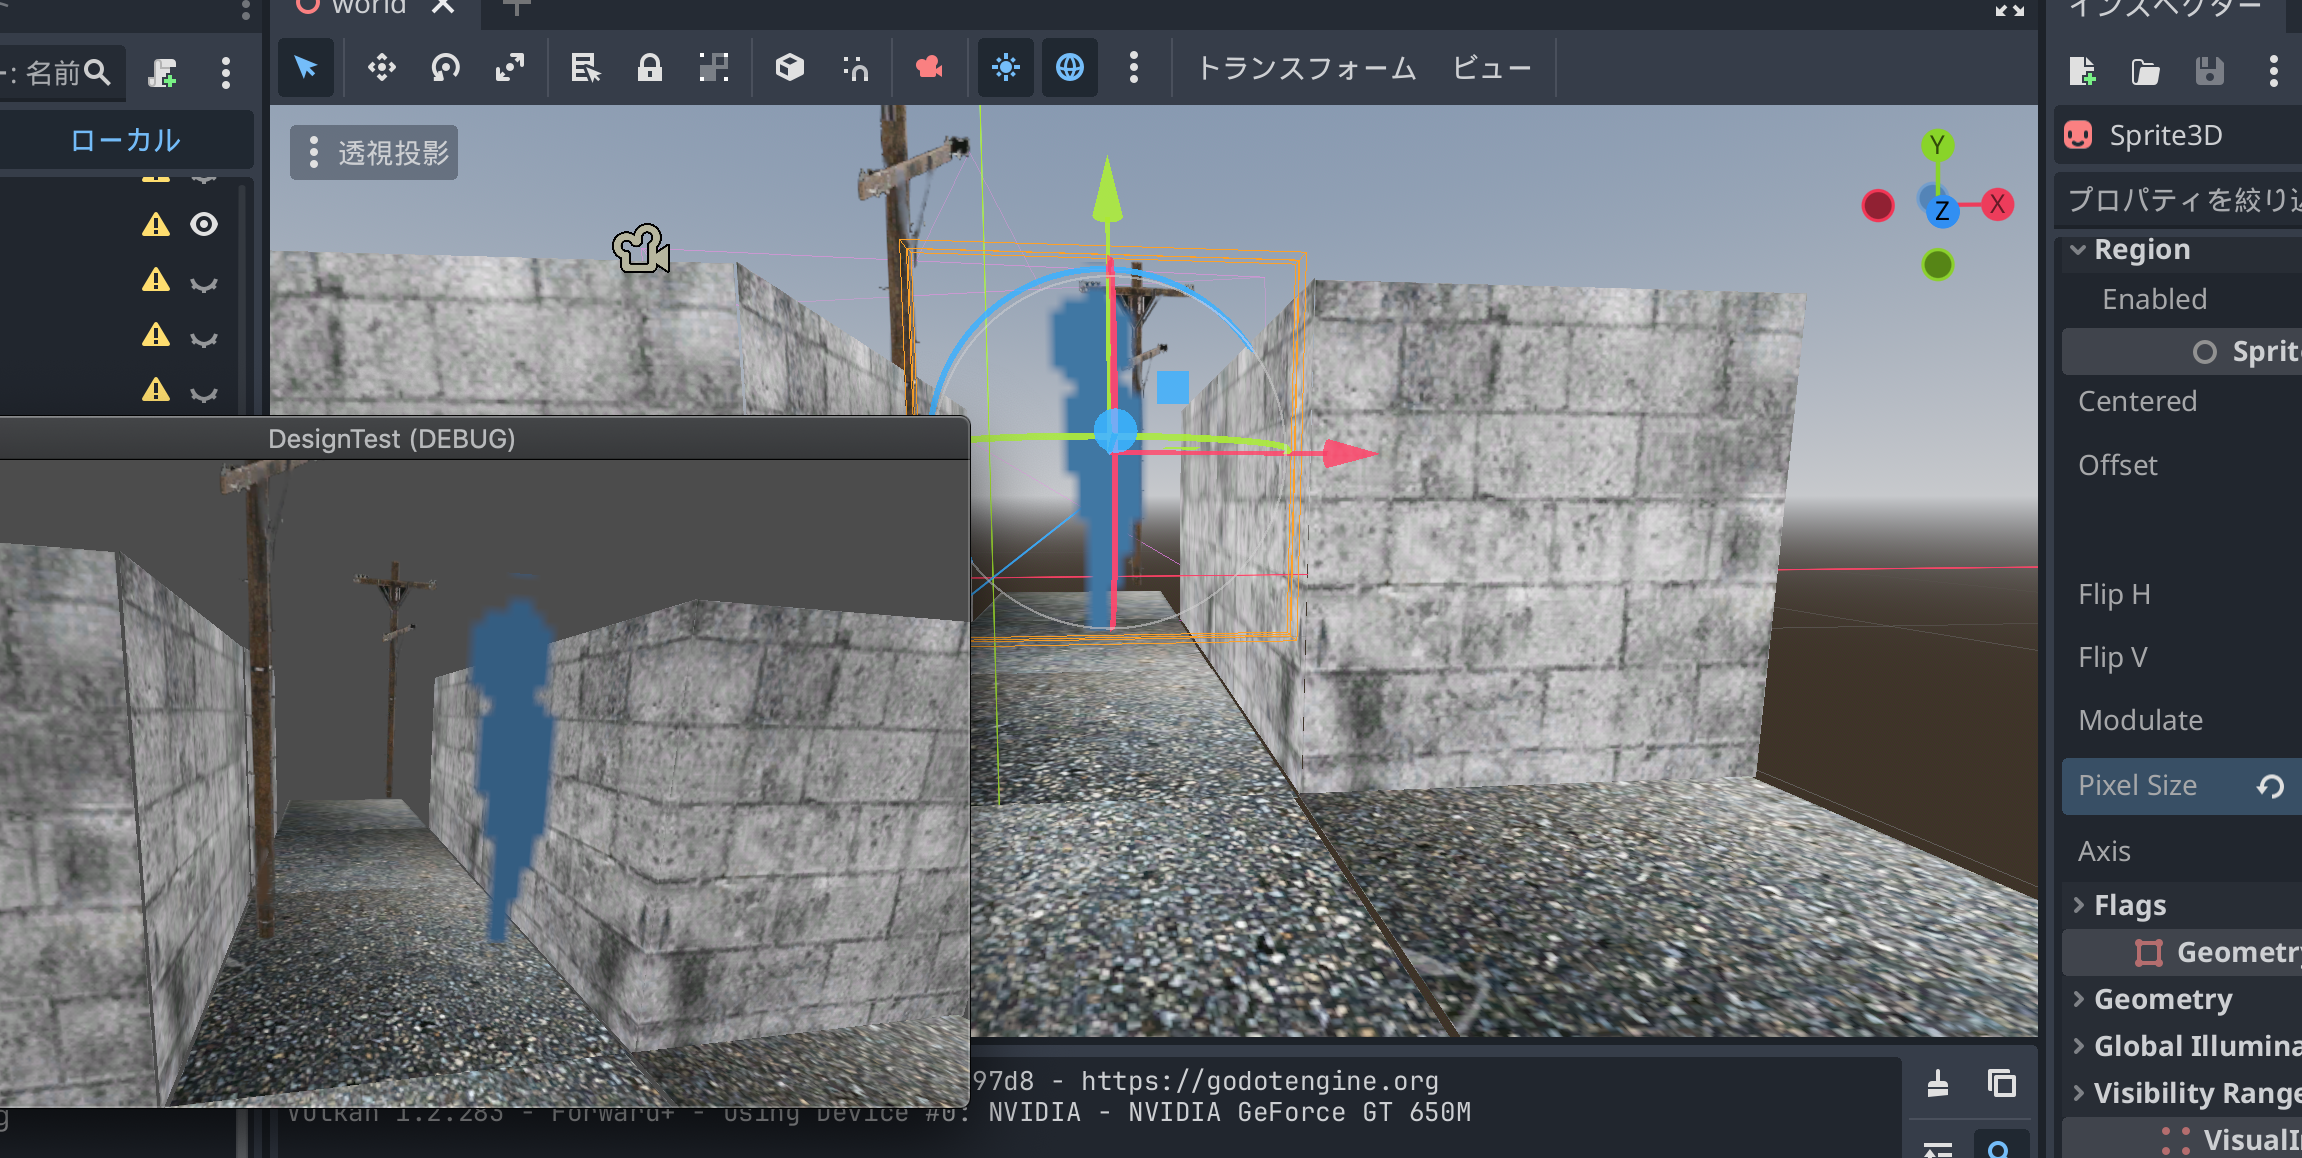 world
インスペクター
: 名前
トランスフォーム
ビュー
ローカル
透視投影
Y
X
Z
Sprite3D
プロパティを絞り込
Region
Enabled
Sprit
Centered
Offset
DesignTest (DEBUG)
Flip H
Flip V
Modulate
Pixel Size
Axis
Flags
Geometry
Geometry
Global Illumina
Visibility Range
VisualI
97d8 - https://godotengine.org
Vulkan 1.2.283 - Forward+ - Using Device #0: NVIDIA - NVIDIA GeForce GT 650M
g